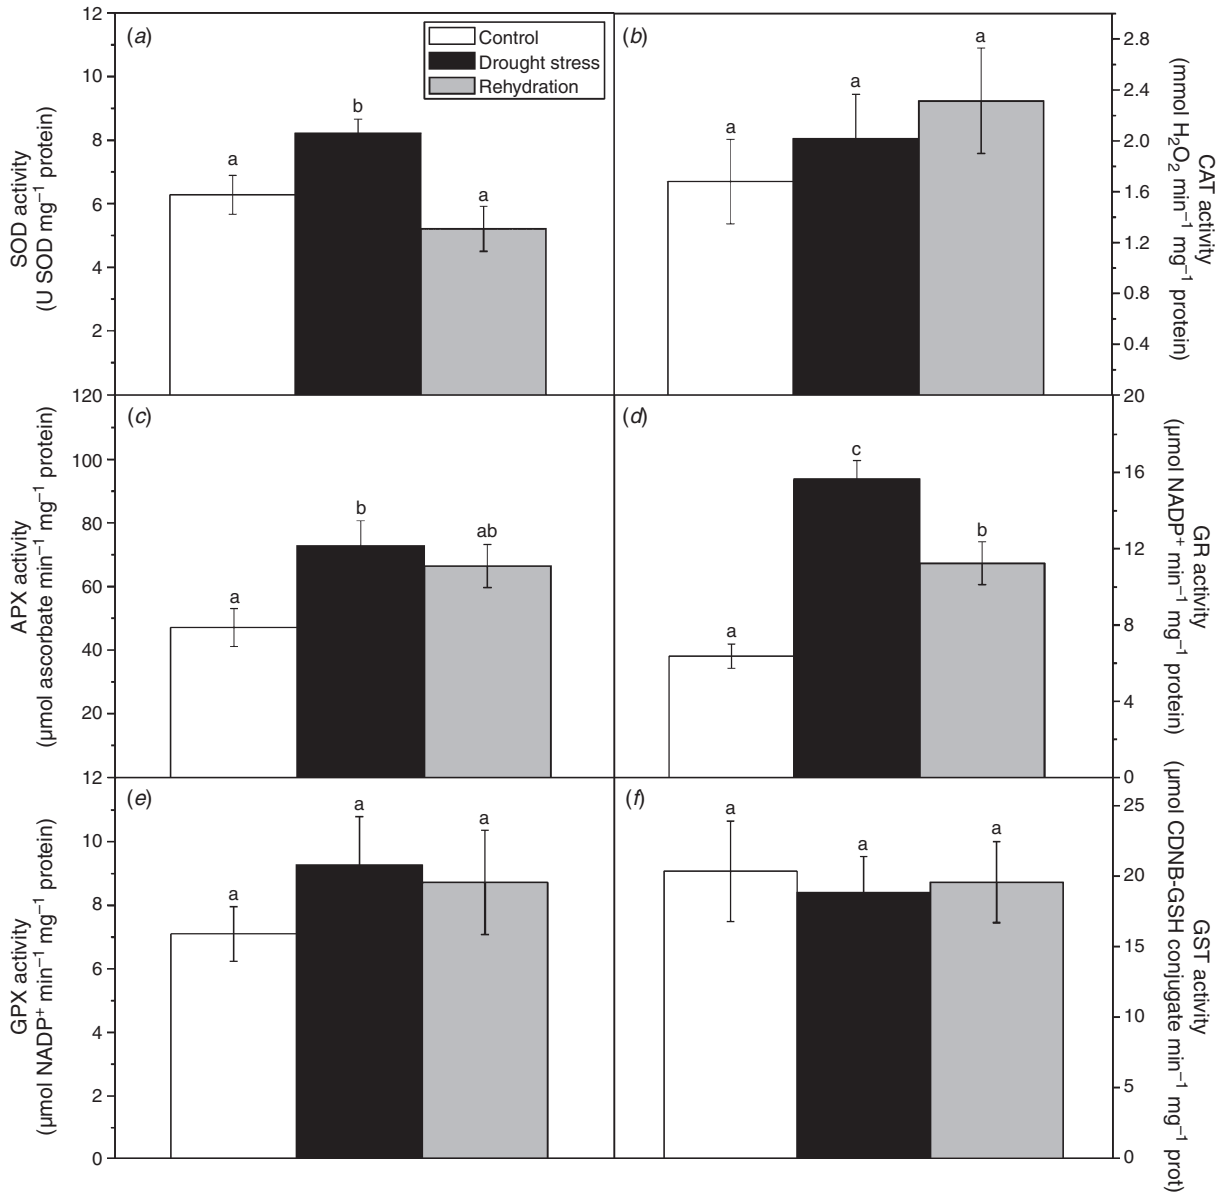 12
10
8
6
4
2
SOD activity
(U SOD mg⁻¹ protein)
(a)
a
b
a
Control
Drought stress
Rehydration
(b)
a
a
a
2.8
2.4
2.0
1.6
1.2
0.8
0.4
CAT activity
(mmol H₂O₂ min⁻¹ mg⁻¹ protein)
120
100
80
60
40
20
APX activity
(µmol ascorbate min⁻¹ mg⁻¹ protein)
(c)
a
b
ab
(d)
a
c
b
20
16
12
8
4
0
GR activity
(µmol NADP⁺ min⁻¹ mg⁻¹ protein)
12
10
8
6
4
2
0
GPX activity
(µmol NADP⁺ min⁻¹ mg⁻¹ protein)
(e)
a
a
a
(f)
a
a
a
25
20
15
10
5
0
GST activity
(µmol CDNB-GSH conjugate min⁻¹ mg⁻¹ prot)